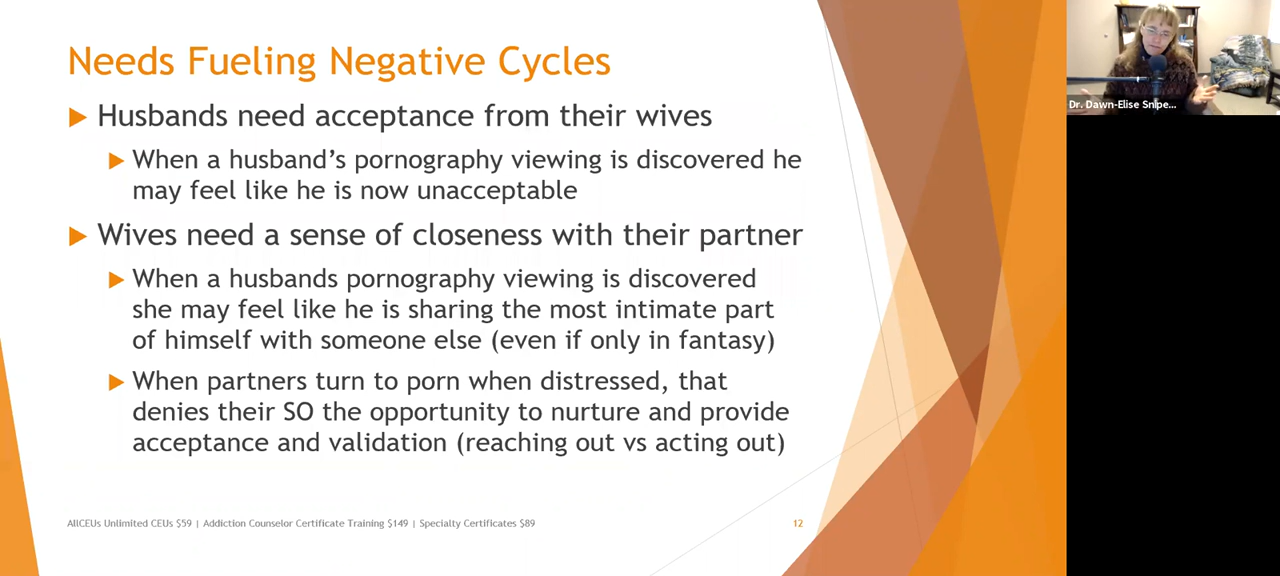 Needs Fueling Negative Cycles
Husbands need acceptance from their wives
When a husband's pornography viewing is discovered he
may feel like he is now unacceptable
Wives need a sense of closeness with their partner
When a husbands pornography viewing is discovered
she may feel like he is sharing the most intimate part
of himself with someone else (even if only in fantasy)
When partners turn to porn when distressed, that
denies their SO the opportunity to nurture and provide
acceptance and validation (reaching out vs acting out)
AllCEUs Unlimited CEUs $59 | Addiction Counselor Certificate Training $149 | Specialty Certificates $89
12
Dr. Dawn-Elise Snipe...